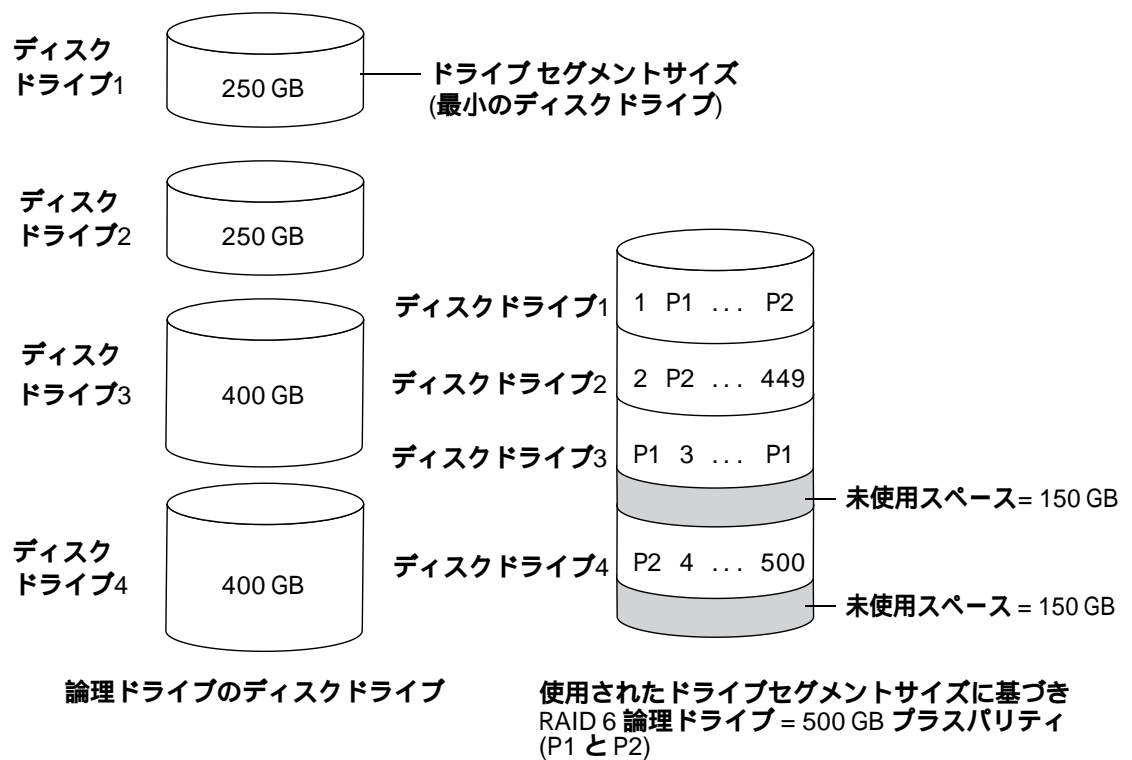 ディスク
ドライブ1
250 GB
ドライブ セグメントサイズ
(最小のディスクドライブ)
ディスク
ドライブ2
250 GB
ディスク
ドライブ3
400 GB
ディスク
ドライブ4
400 GB
論理ドライブのディスクドライブ
ディスクドライブ1 1 P1 ... P2
ディスクドライブ2 2 P2 ... 449
ディスクドライブ3 P1 3 ... P1
未使用スペース= 150 GB
ディスクドライブ4 P2 4 ... 500
未使用スペース = 150 GB
使用されたドライブセグメントサイズに基づき
RAID 6 論理ドライブ = 500 GB プラスパリティ
(P1 と P2)